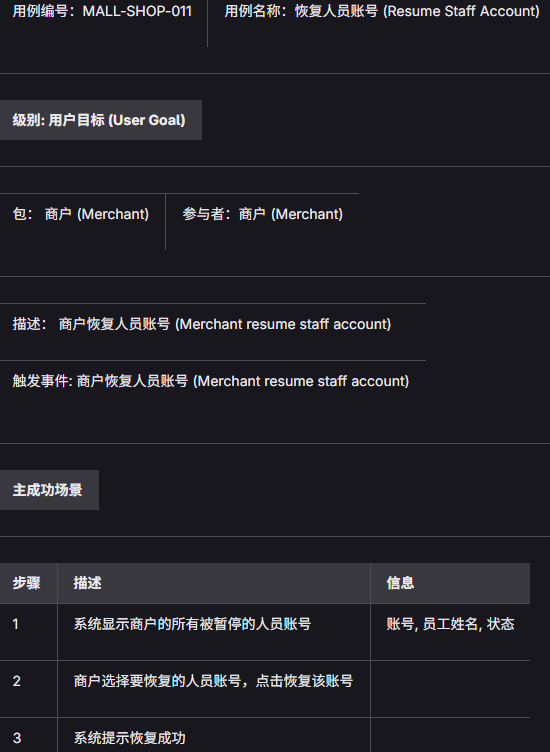 用例编号：MALL-SHOP-011 用例名称：恢复人员账号 (Resume Staff Account)
级别: 用户目标 (User Goal)
包： 商户 (Merchant) 参与者：商户 (Merchant)
描述： 商户恢复人员账号 (Merchant resume staff account)
触发事件: 商户恢复人员账号 (Merchant resume staff account)
主成功场景
步骤 描述 信息
1 系统显示商户的所有被暂停的人员账号 账号, 员工姓名, 状态
2 商户选择要恢复的人员账号，点击恢复该账号
3 系统提示恢复成功